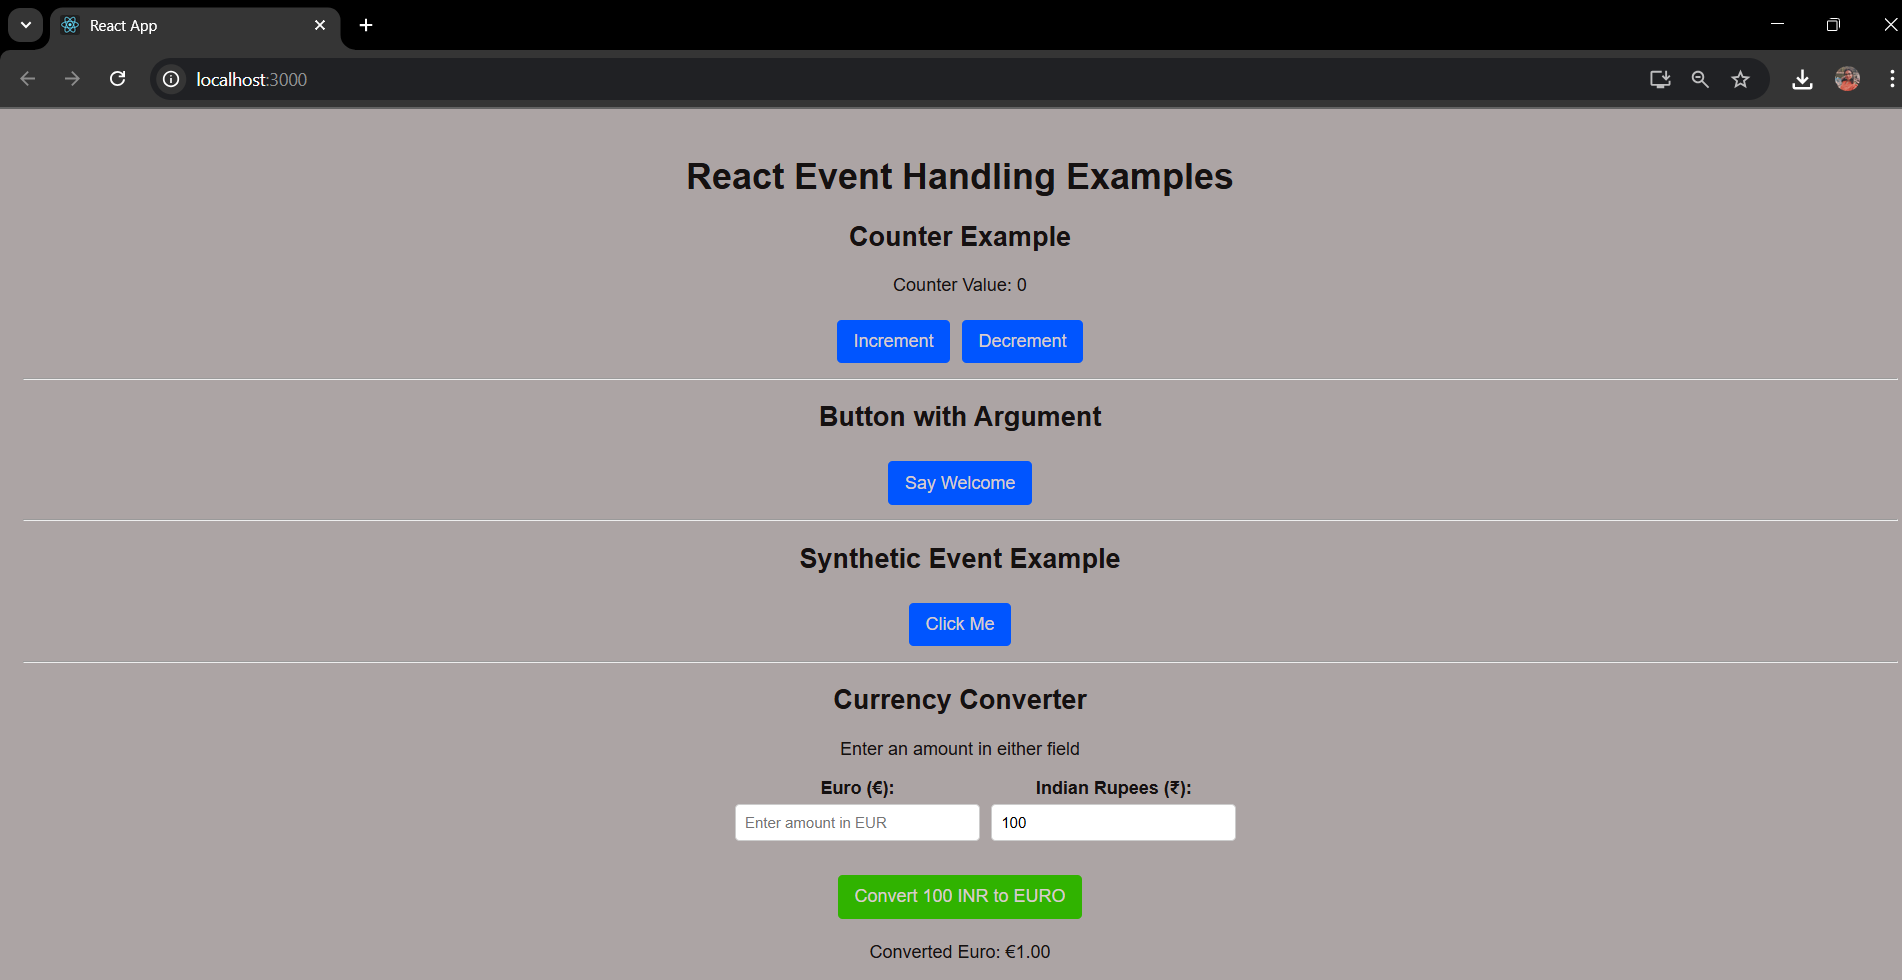 React App
localhost:3000
React Event Handling Examples
Counter Example
Counter Value: 0
Increment Decrement
Button with Argument
Say Welcome
Synthetic Event Example
Click Me
Currency Converter
Enter an amount in either field
Euro (€): Indian Rupees (₹):
Enter amount in EUR 100
Convert 100 INR to EURO
Converted Euro: €1.00